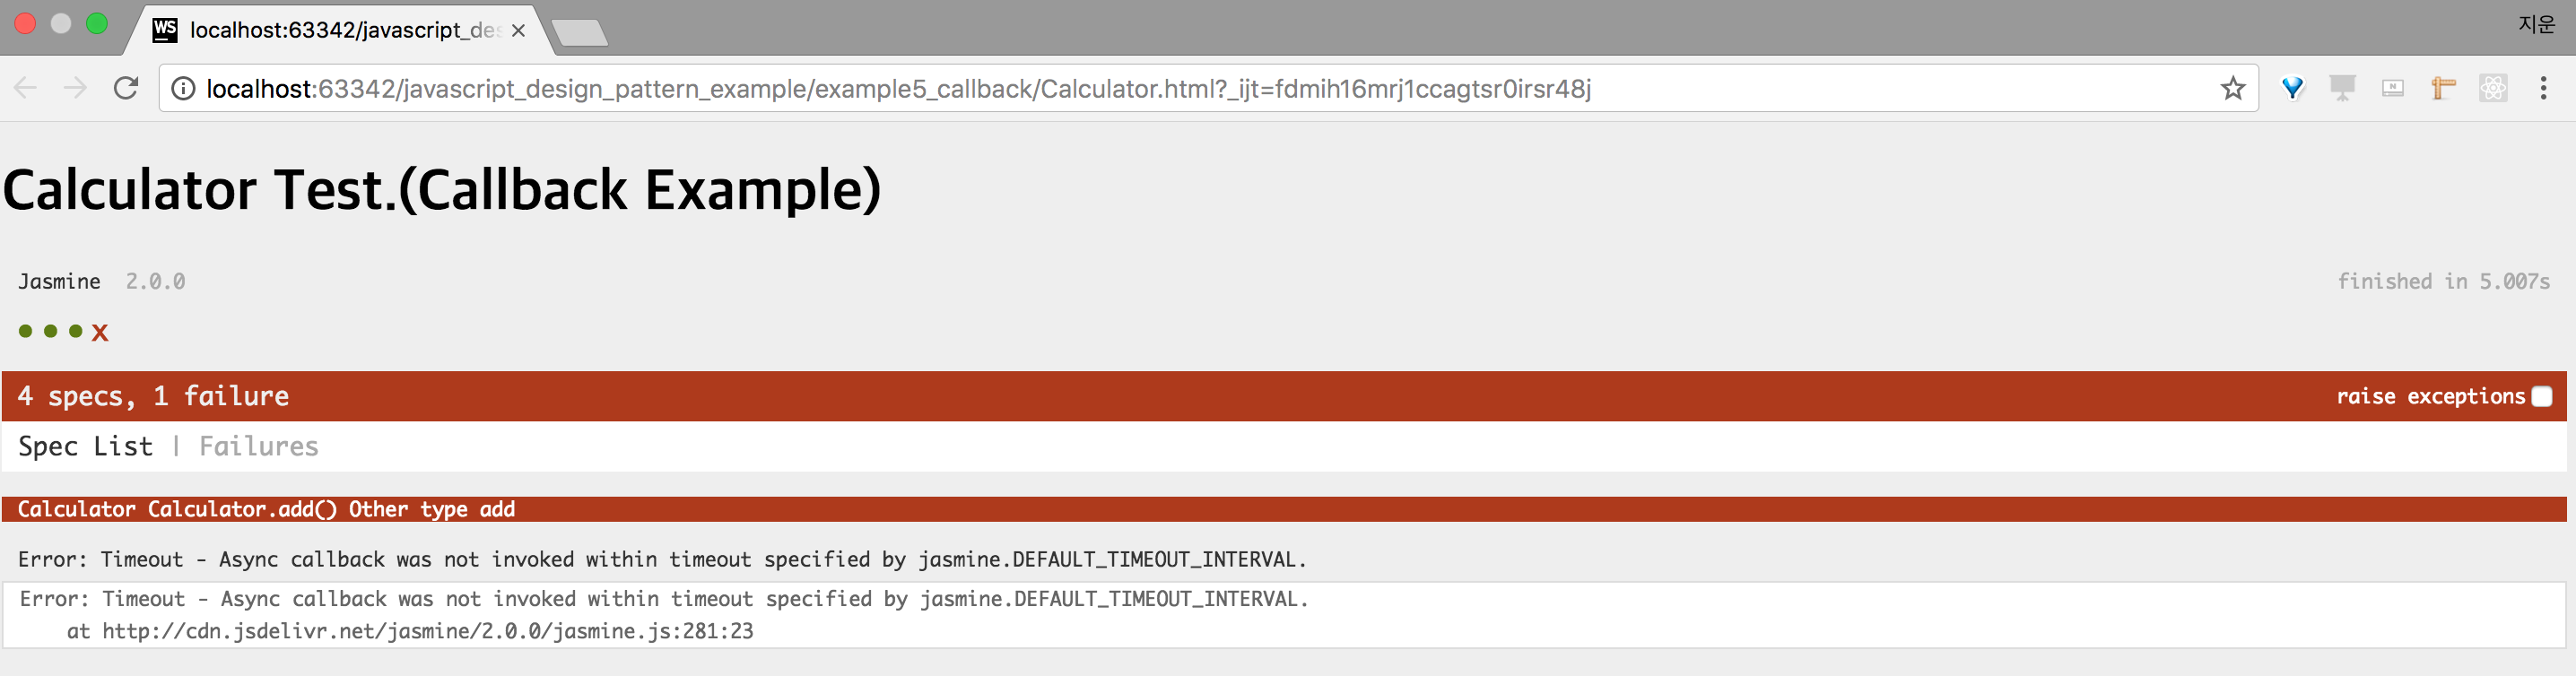 지운
WS localhost:63342/javascript_des
localhost:63342/javascript_design_pattern_example/example5_callback/Calculator.html?_ijt=fdmih16mrj1ccagtsr0irsr48j
N
Calculator Test.(Callback Example)
Jasmine 2.0.0 finished in 5.007s
• • • x
4 specs, 1 failure raise exceptions
Spec List | Failures
Calculator Calculator.add() Other type add
Error: Timeout - Async callback was not invoked within timeout specified by jasmine.DEFAULT_TIMEOUT_INTERVAL.
Error: Timeout - Async callback was not invoked within timeout specified by jasmine.DEFAULT_TIMEOUT_INTERVAL.
at http://cdn.jsdelivr.net/jasmine/2.0.0/jasmine.js:281:23